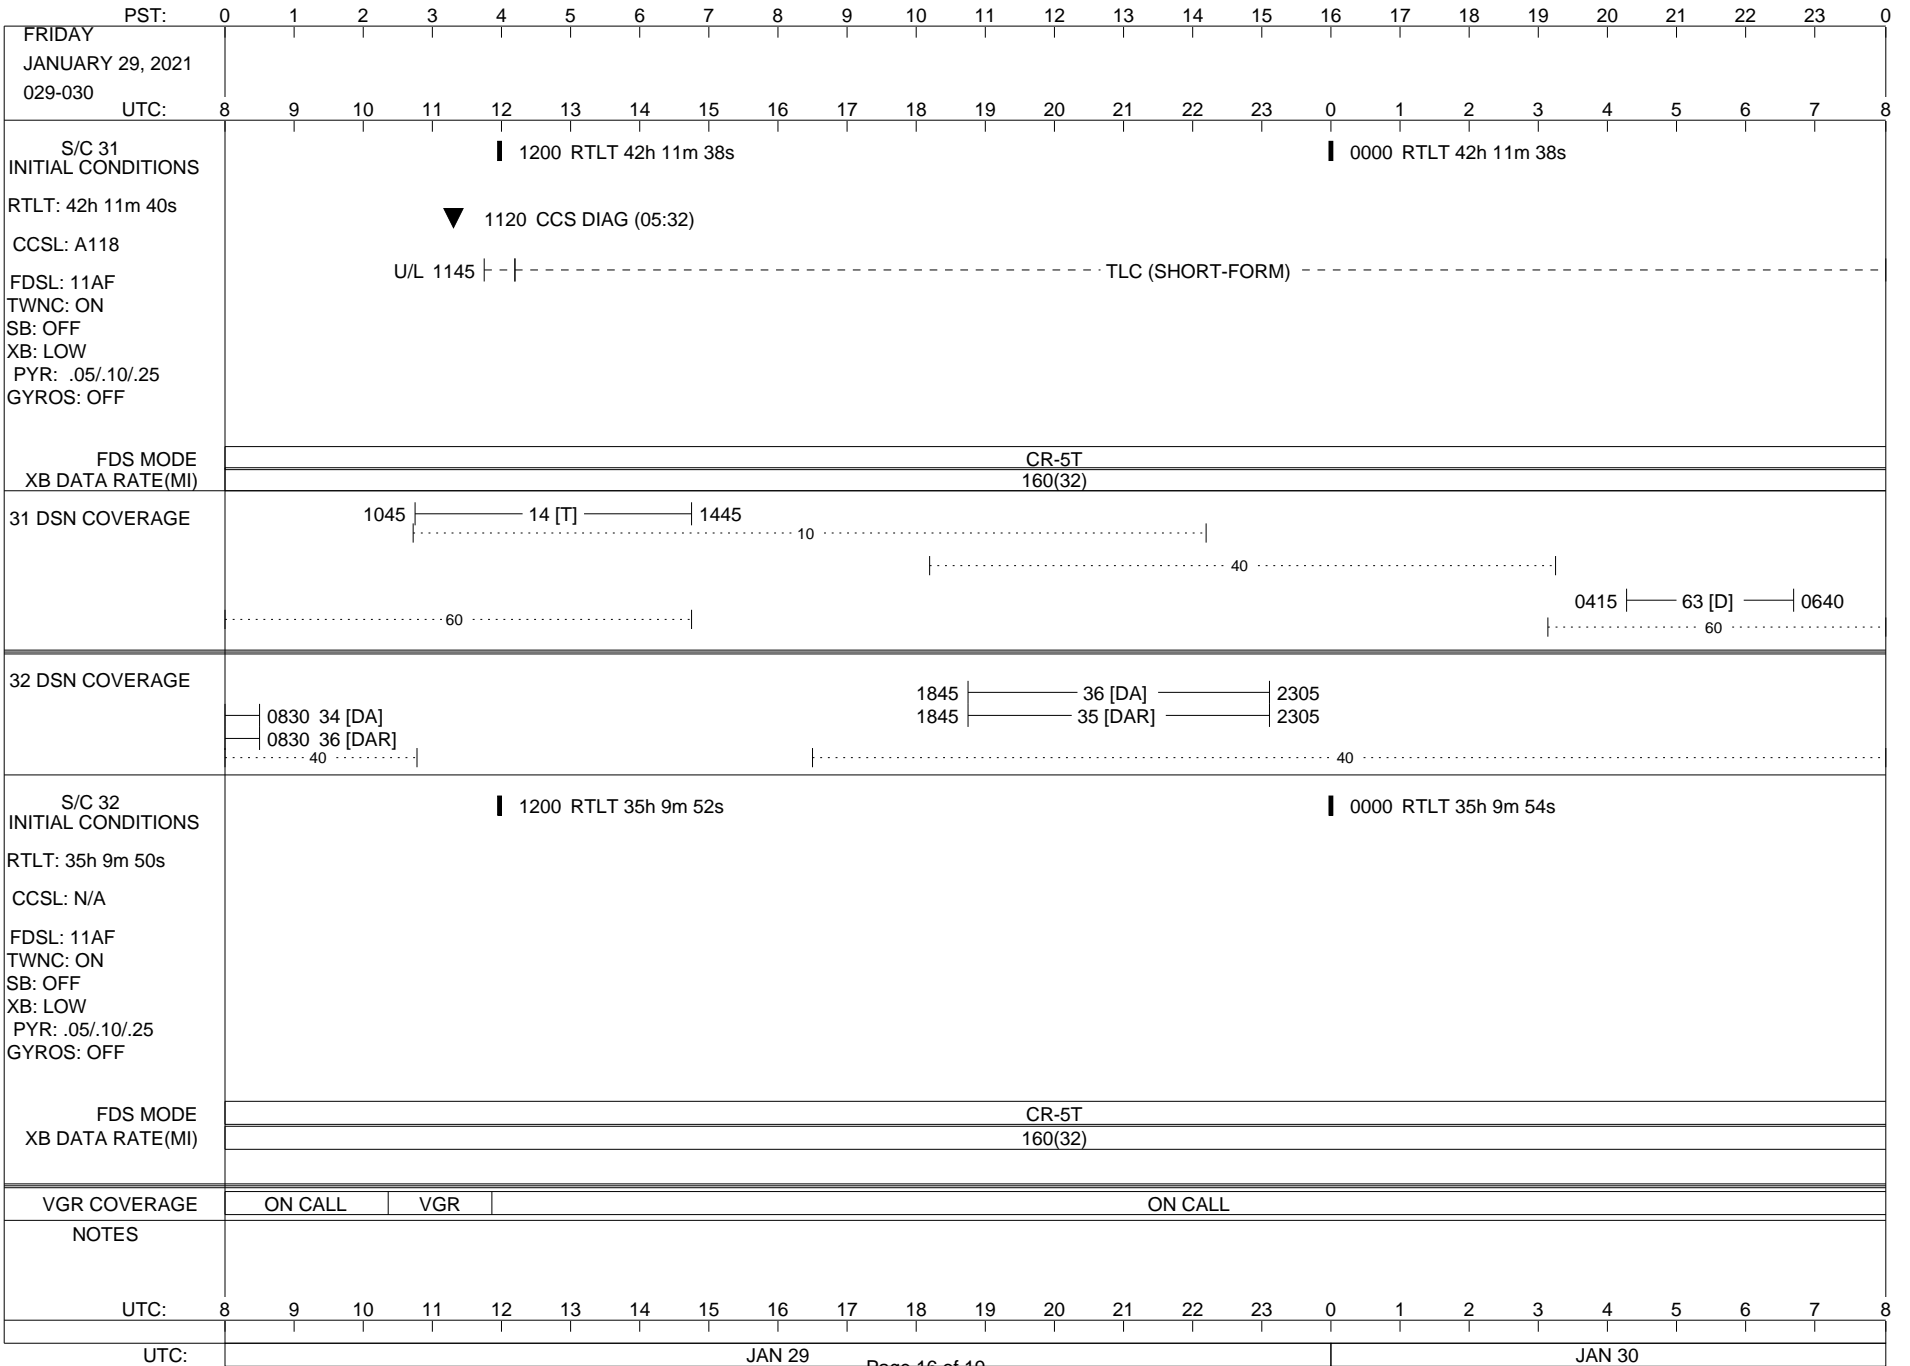 PST: 0 1 2 3 4 5 6 7 8 9 10 11 12 13 14 15 16 17 18 19 20 21 22 23 0
FRIDAY
JANUARY 29, 2021
029-030
UTC: 8 9 10 11 12 13 14 15 16 17 18 19 20 21 22 23 0 1 2 3 4 5 6 7 8
S/C 31
INITIAL CONDITIONS
1200 RTLT 42h 11m 38s
0000 RTLT 42h 11m 38s
RTLT: 42h 11m 40s
1120 CCS DIAG (05:32)
CCSL: A118
U/L 1145
TLC (SHORT-FORM)
FDSL: 11AF
TWNC: ON
SB: OFF
XB: LOW
PYR: .05/.10/.25
GYROS: OFF
FDS MODE
CR-5T
XB DATA RATE(MI)
160(32)
31 DSN COVERAGE
1045 14 [T] 1445
10
40
0415 63 [D] 0640
60
60
32 DSN COVERAGE
1845 36 [DA] 2305
0830 34 [DA]
1845 35 [DAR] 2305
0830 36 [DAR]
40
40
S/C 32
INITIAL CONDITIONS
1200 RTLT 35h 9m 52s
0000 RTLT 35h 9m 54s
RTLT: 35h 9m 50s
CCSL: N/A
FDSL: 11AF
TWNC: ON
SB: OFF
XB: LOW
PYR: .05/.10/.25
GYROS: OFF
FDS MODE
CR-5T
XB DATA RATE(MI)
160(32)
VGR COVERAGE
ON CALL
VGR
ON CALL
NOTES
UTC: 8 9 10 11 12 13 14 15 16 17 18 19 20 21 22 23 0 1 2 3 4 5 6 7 8
UTC:
JAN 29
JAN 30
Page 16 of 19